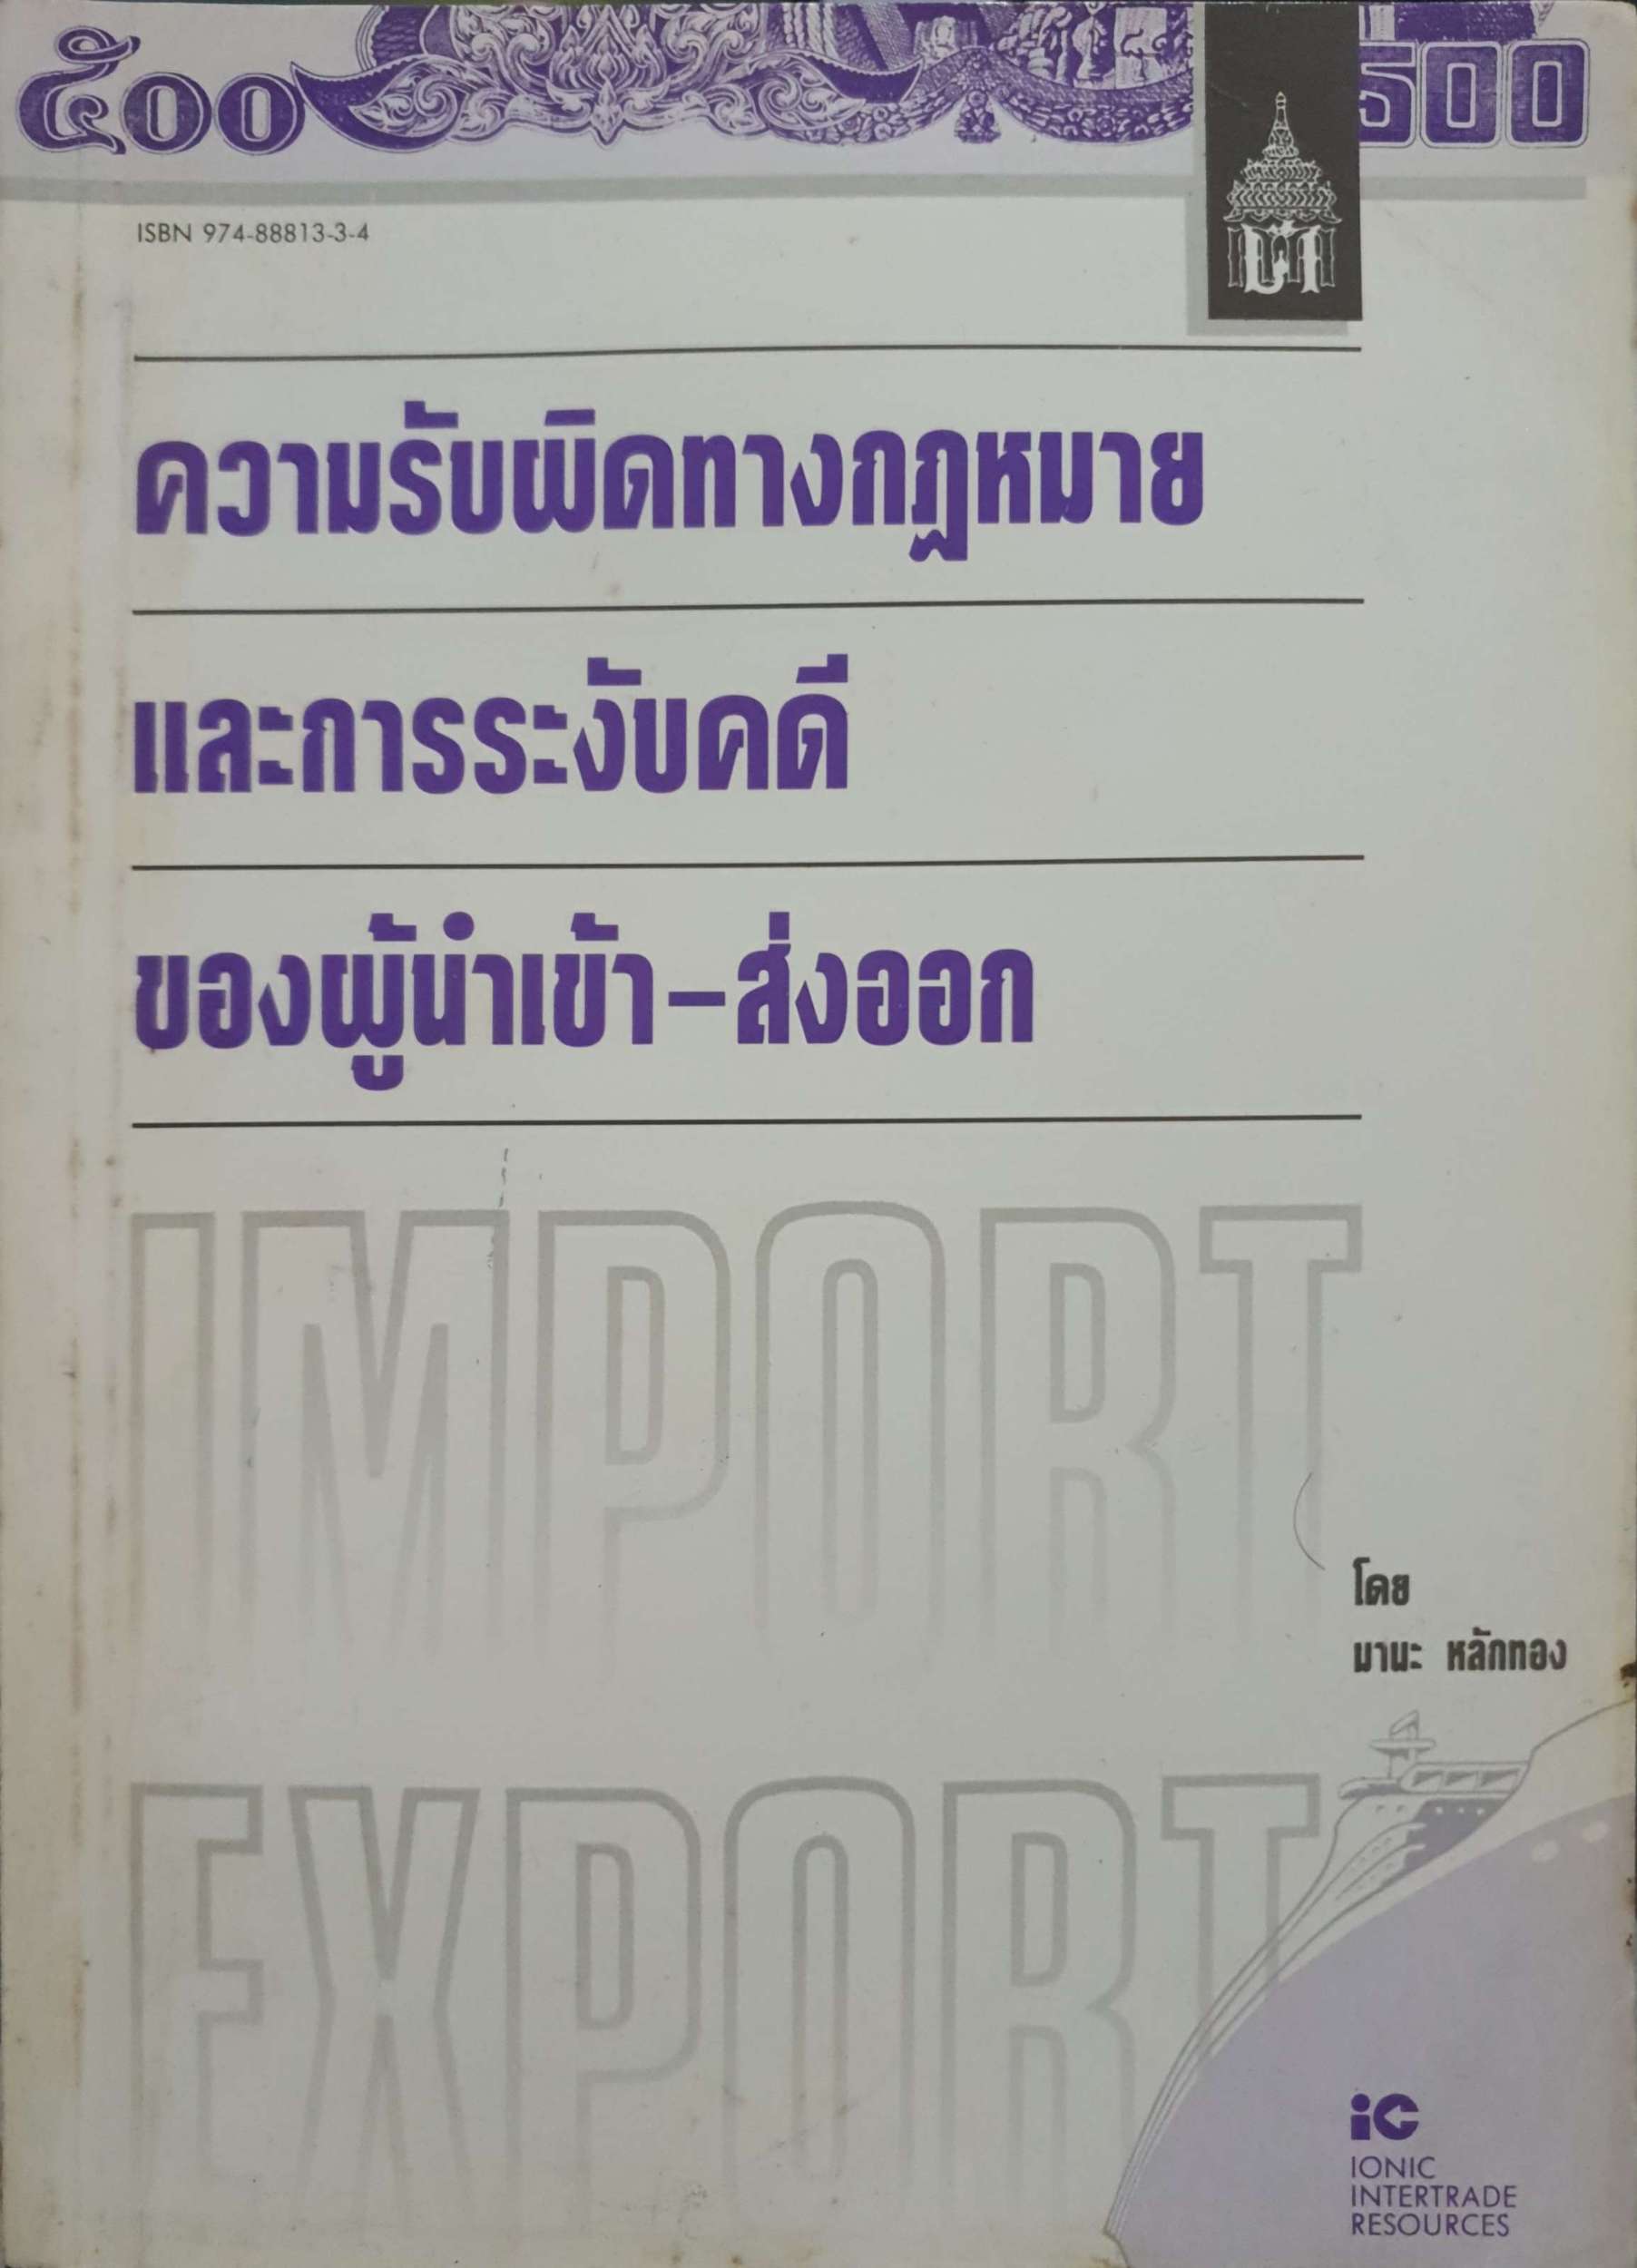 ๕๐๐
500
ISBN 974-88813-3-4
ความรับผิดทางกฎหมาย
และการระงับคดี
ของผู้นำเข้า-ส่งออก
IMPORT
โดย
มานะ หลักทอง
EXPORT
iC
IONIC
INTERTRADE
RESOURCES